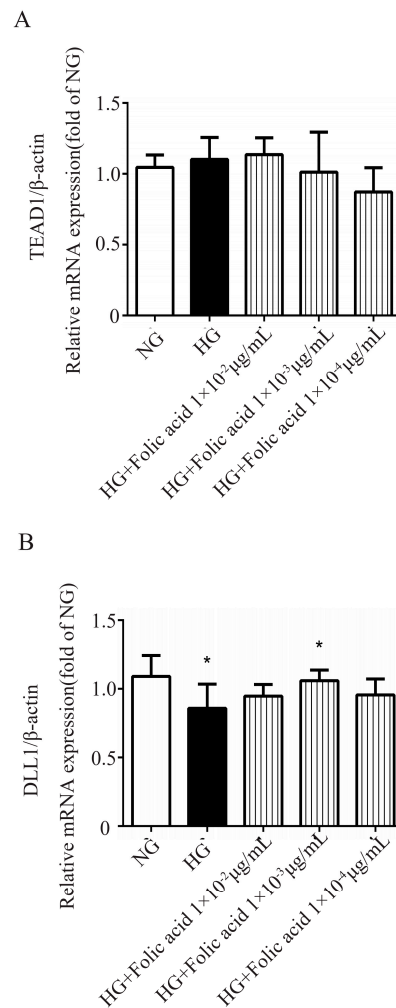 A
TEAD1/β-actin
Relative mRNA expression(fold of NG)
1.5
1.0
0.5
0
NG
HG
HG+Folic acid 1×10-2μg/mL
HG+Folic acid 1×10-3μg/mL
HG+Folic acid 1×10-4μg/mL
B
DLL1/β-actin
Relative mRNA expression(fold of NG)
1.5
1.0
0.5
0
*
*
NG
HG
HG+Folic acid 1×10-2μg/mL
HG+Folic acid 1×10-3μg/mL
HG+Folic acid 1×10-4μg/mL